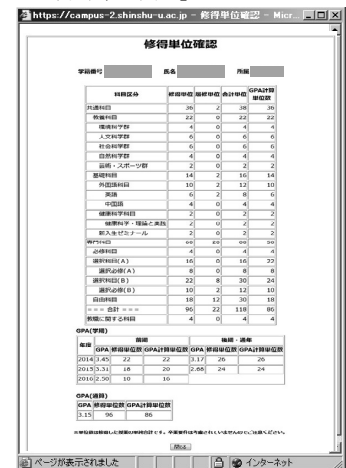 https://campus-2.shinshu-u.ac.jp - 修得単位確認 - Micr...
修得単位確認
学籍番号 氏名 所属
科目区分 修得単位 履修単位 合計単位 GPA計算単位数
共通科目 36 2 38 36
教養科目 22 0 22 22
環境科学群 4 0 4 4
人文科学群 6 0 6 6
社会科学群 6 0 6 6
自然科学群 4 0 4 4
芸術・スポーツ群 2 0 2 2
基礎科目 14 2 16 14
外国語科目 10 2 12 10
英語 6 2 8 6
中国語 4 0 4 4
健康科学科目 2 0 2 2
健康科学・理論と実践 2 0 2 2
新入生ゼミナール 2 0 2 2
専門科目 60 20 80 50
必修科目 4 0 4 4
選択科目(A) 16 0 16 22
選択必修(A) 8 0 8 8
選択科目(B) 22 8 30 24
選択必修(B) 10 2 12 10
自由科目 18 12 30 18
=== 合計 === 96 22 118 86
教職に関する科目 4 0 4 4
GPA(学期)
年度 前期 後期・通年
GPA 修得単位数 GPA計算単位数 GPA 修得単位数 GPA計算単位数
2014 3.45 22 22 3.17 26 26
2015 3.31 18 20 2.68 24 24
2016 2.50 10 16
GPA(通算)
GPA 修得単位数 GPA計算単位数
3.15 96 86
閉じる
ページが表示されました インターネット